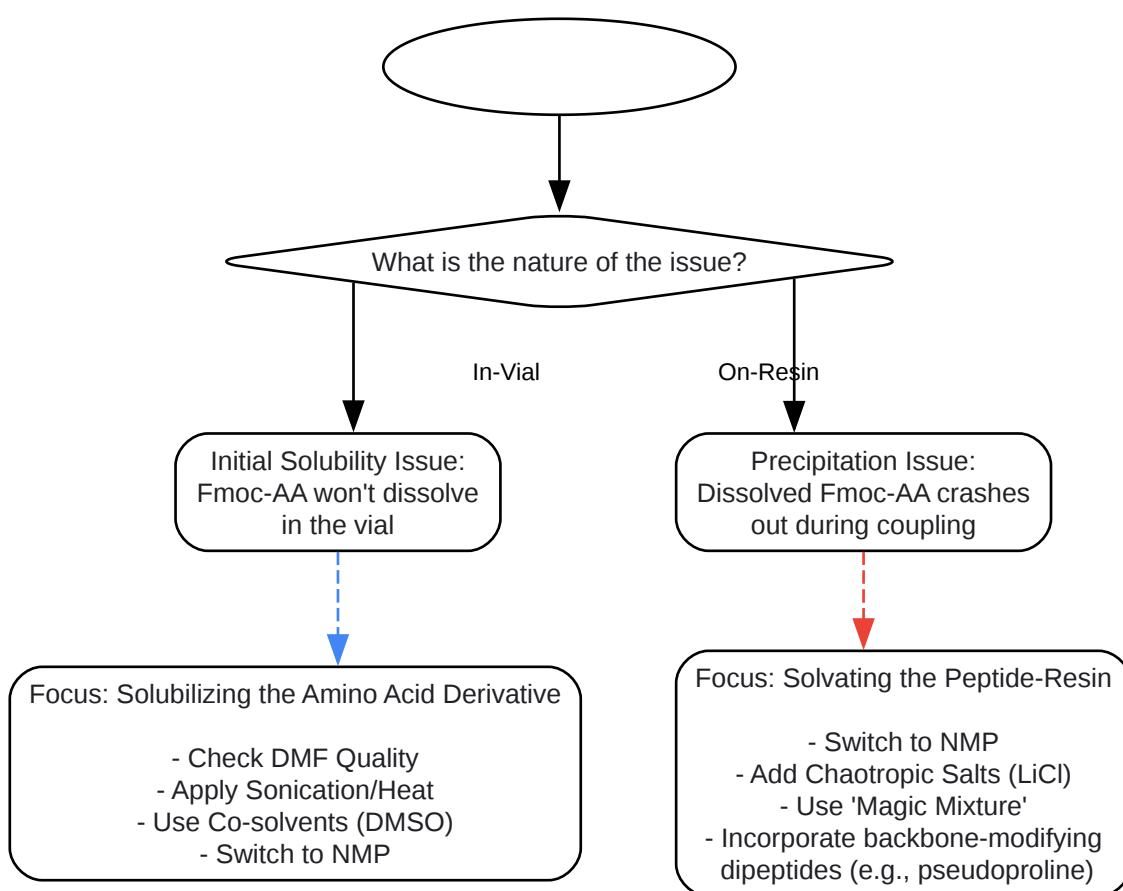 What is the nature of the issue?
In-Vial
On-Resin
Initial Solubility Issue:
Fmoc-AA won't dissolve
in the vial
Precipitation Issue:
Dissolved Fmoc-AA crashes
out during coupling
Focus: Solubilizing the Amino Acid Derivative
- Check DMF Quality
- Apply Sonication/Heat
- Use Co-solvents (DMSO)
- Switch to NMP
Focus: Solvating the Peptide-Resin
- Switch to NMP
- Add Chaotropic Salts (LiCl)
- Use 'Magic Mixture'
- Incorporate backbone-modifying
dipeptides (e.g., pseudoproline)